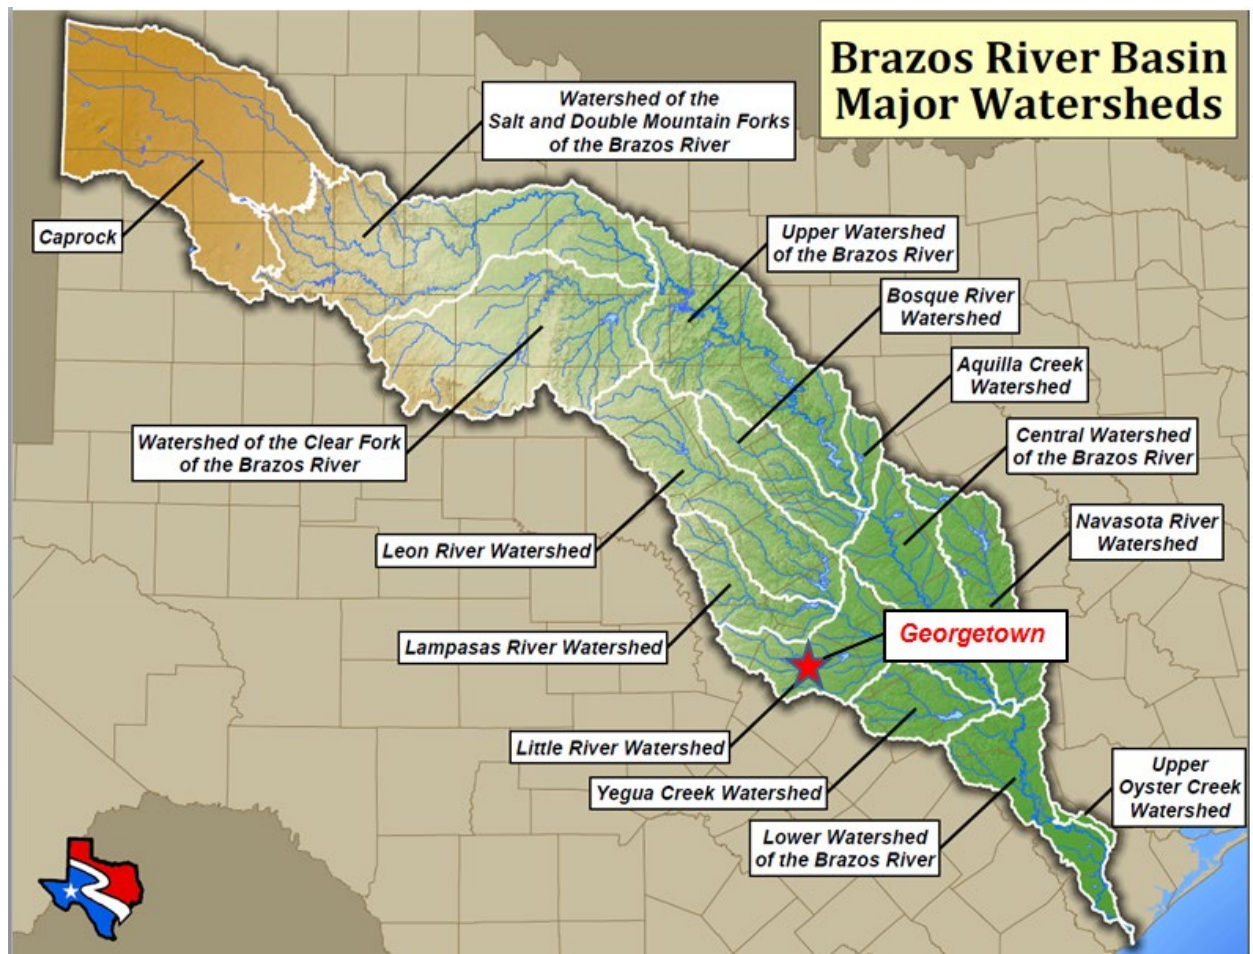 Brazos River Basin
Major Watersheds
Watershed of the
Salt and Double Mountain Forks
of the Brazos River
Caprock
Upper Watershed
of the Brazos River
Bosque River
Watershed
Aquilla Creek
Watershed
Watershed of the Clear Fork
of the Brazos River
Central Watershed
of the Brazos River
Navasota River
Watershed
Leon River Watershed
Georgetown
Lampasas River Watershed
Little River Watershed
Yegua Creek Watershed
Upper
Oyster Creek
Watershed
Lower Watershed
of the Brazos River